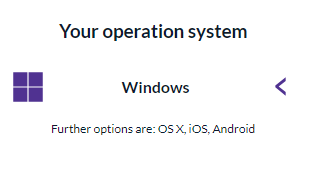 Your operation system
Windows
Further options are: OS X, iOS, Android